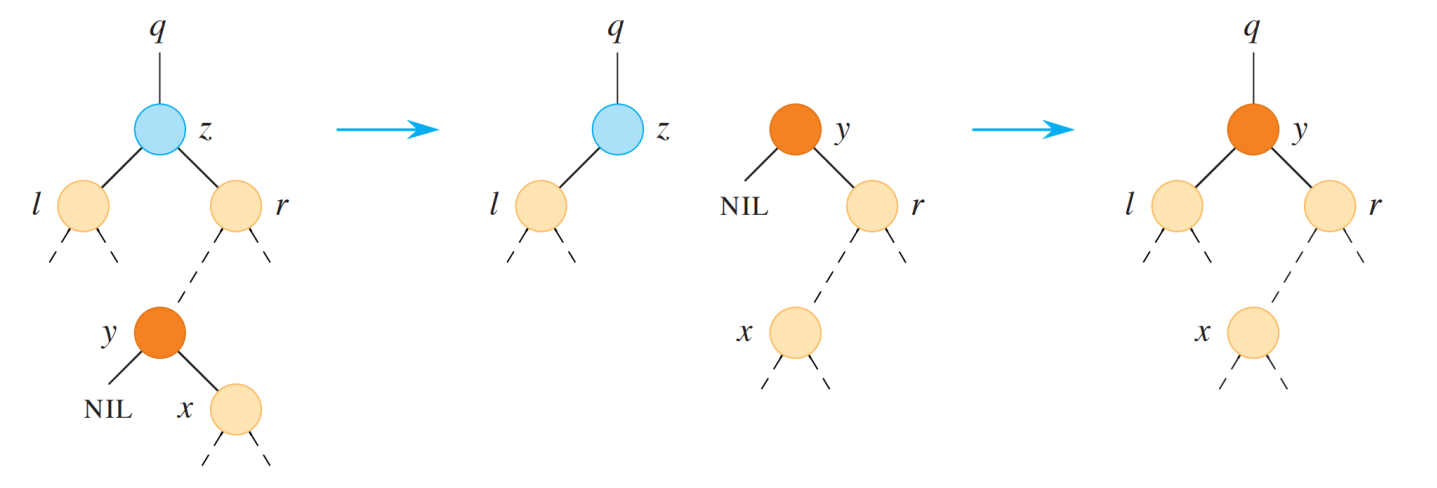 q q q
z z y y
l r l NIL r l r
y x x
NIL x